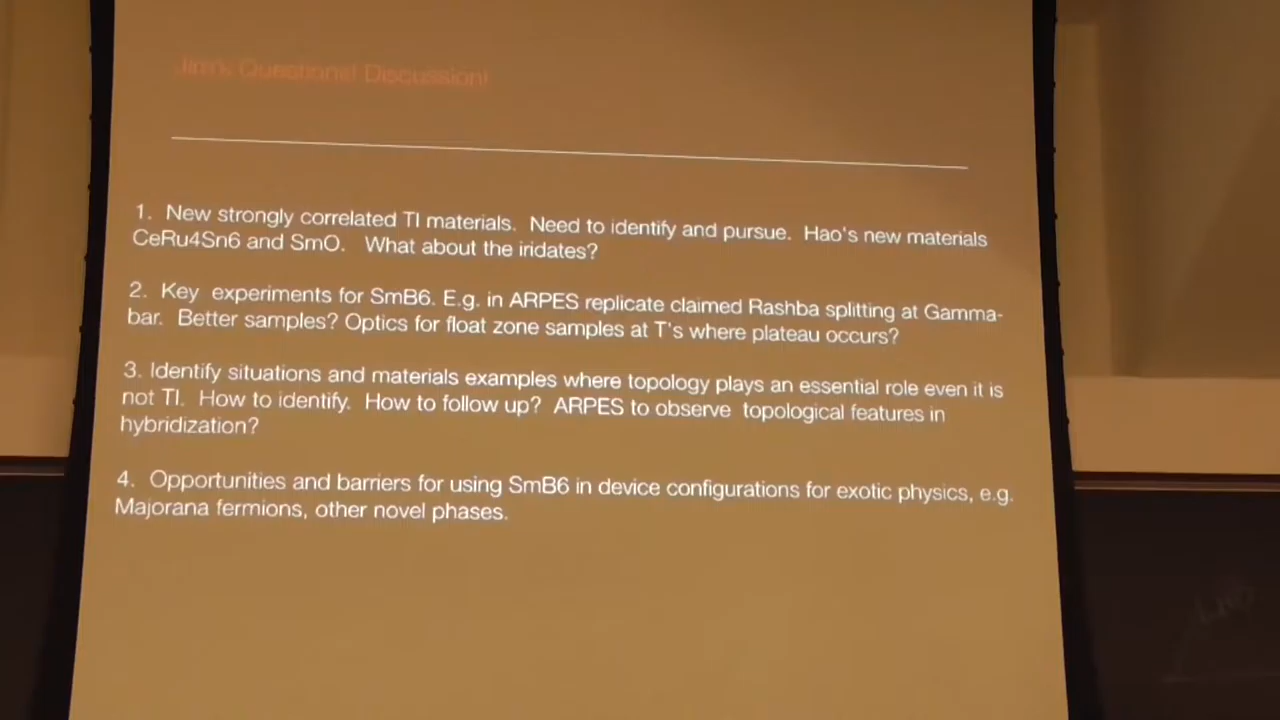 Jim's Questions! Discussion!
1. New strongly correlated TI materials. Need to identify and pursue. Hao's new materials
CeRu4Sn6 and SmO. What about the iridates?
2. Key experiments for SmB6. E.g. in ARPES replicate claimed Rashba splitting at Gamma-
bar. Better samples? Optics for float zone samples at T's where plateau occurs?
3. Identify situations and materials examples where topology plays an essential role even it is
not TI. How to identify. How to follow up? ARPES to observe topological features in
hybridization?
4. Opportunities and barriers for using SmB6 in device configurations for exotic physics, e.g.
Majorana fermions, other novel phases.